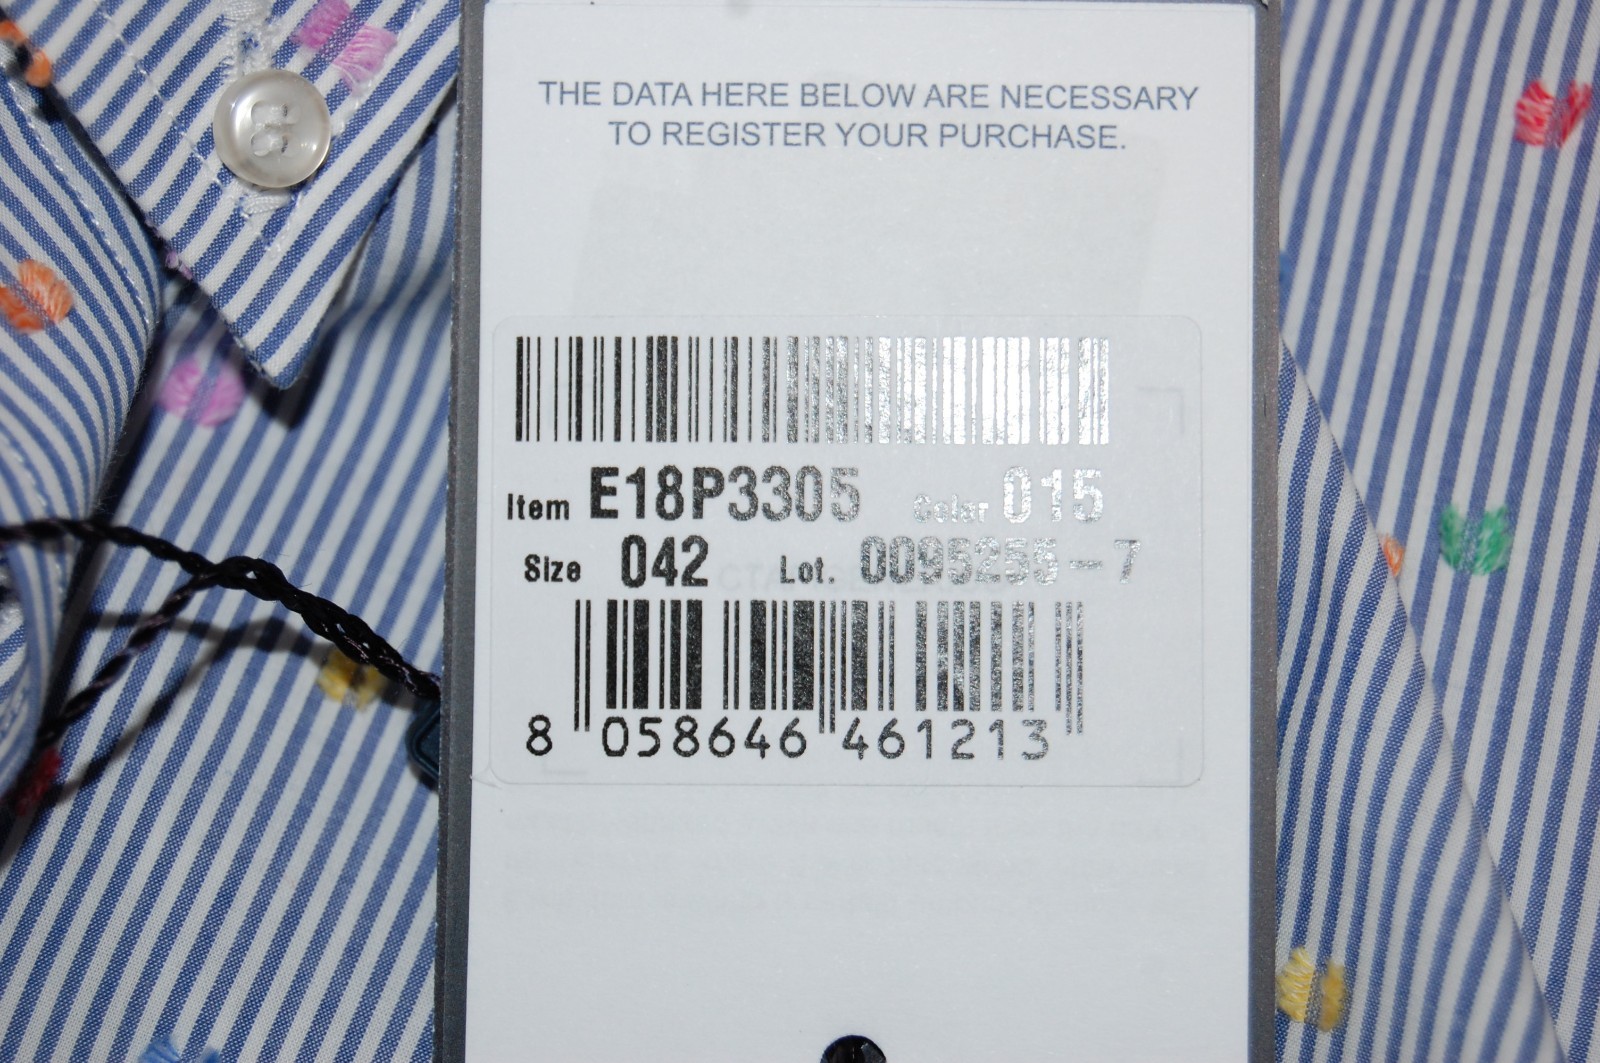 THE DATA HERE BELOW ARE NECESSARY
TO REGISTER YOUR PURCHASE.
Item E18P3305 Color 015
Size 042 Lot. 0095255-7
8 058646 461213